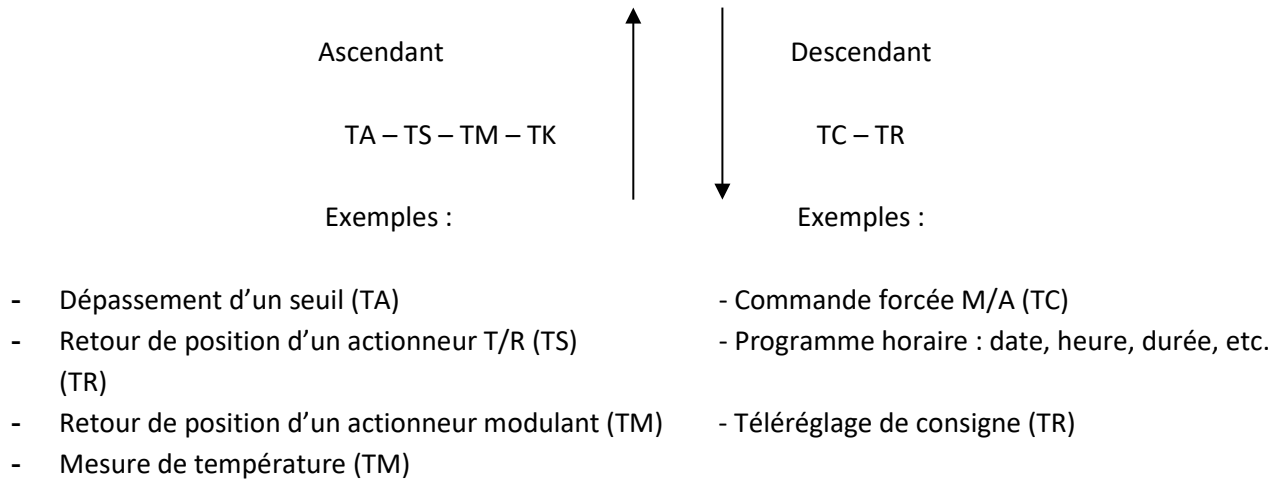 Ascendant Descendant
TA – TS – TM – TK TC – TR
Exemples : Exemples :
- Dépassement d’un seuil (TA) - Commande forcée M/A (TC)
- Retour de position d’un actionneur T/R (TS) - Programme horaire : date, heure, durée, etc.
(TR)
- Retour de position d’un actionneur modulant (TM) - Téléréglage de consigne (TR)
- Mesure de température (TM)